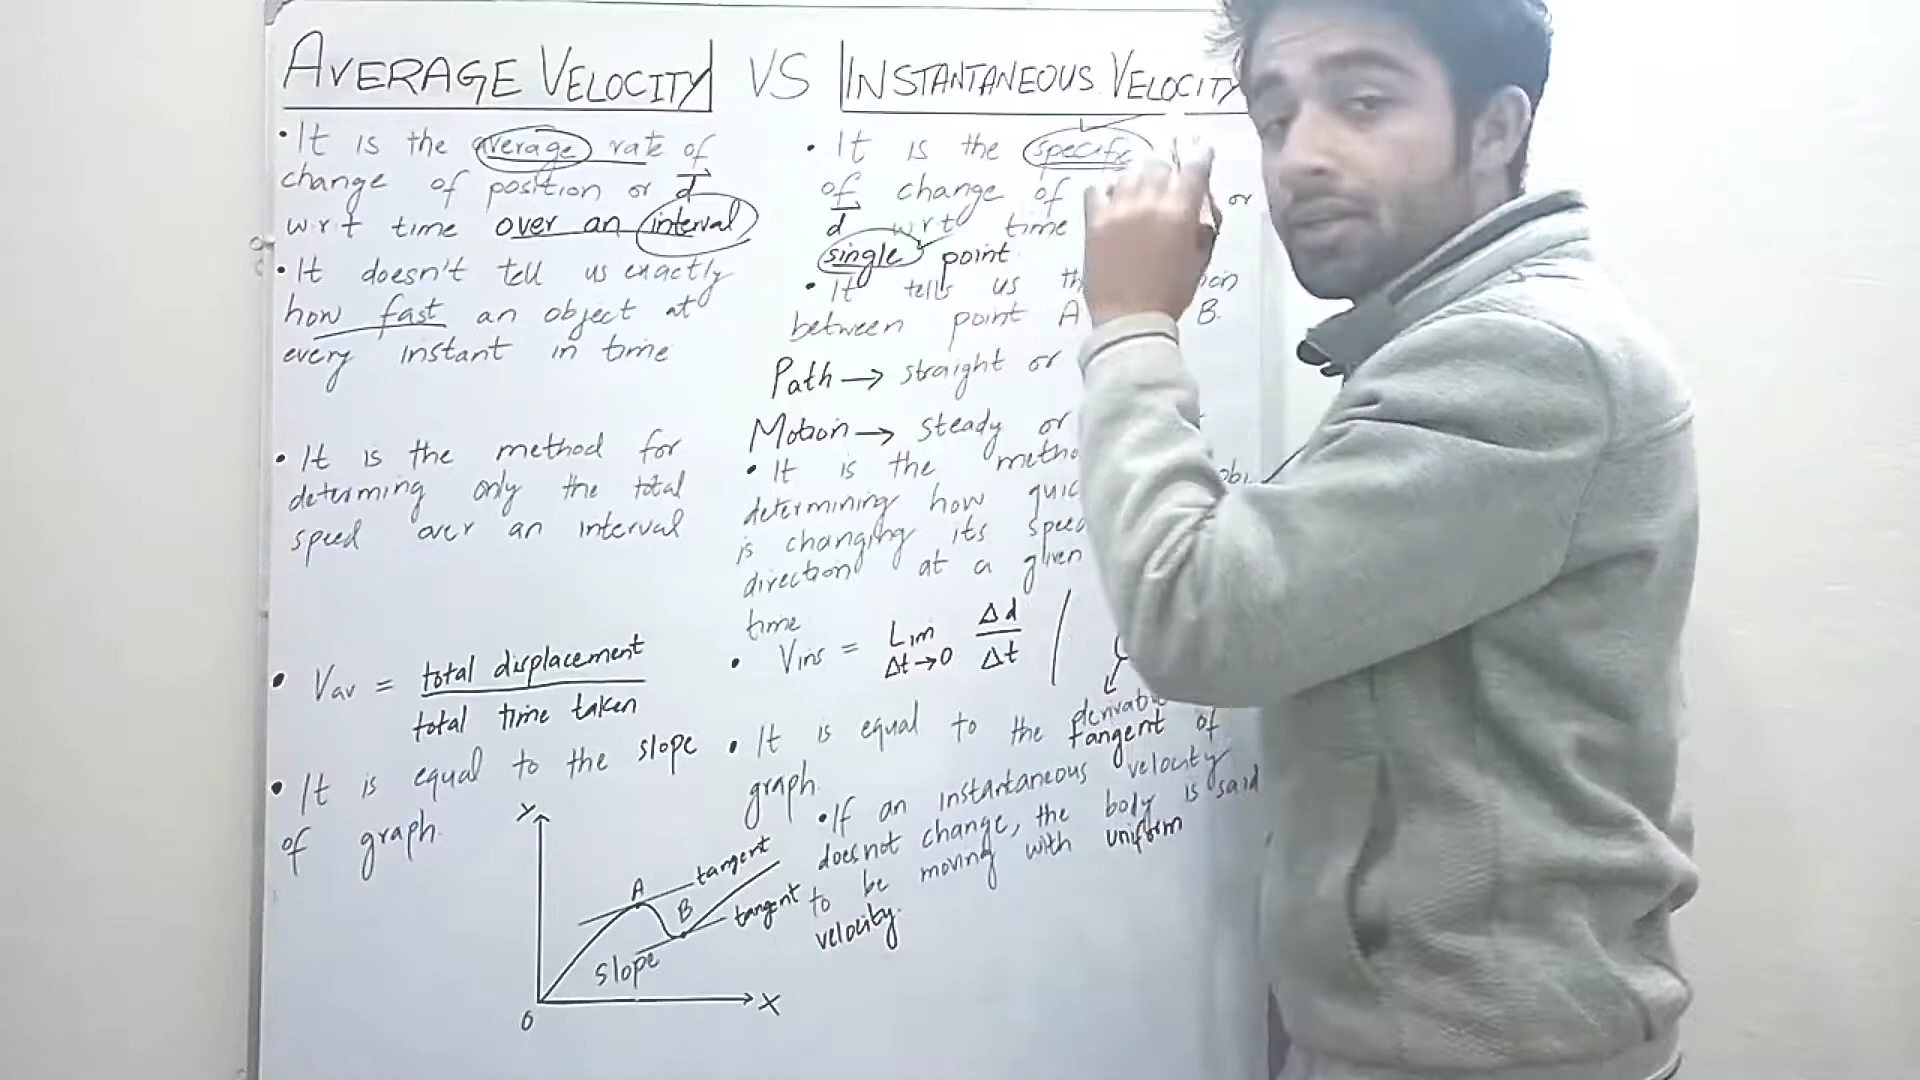 AVERAGE VELOCITY VS INSTANTANEOUS VELOCITY
• It is the average rate of
change of position or d
w.r.t time over an interval
• It doesn't tell us exactly
how fast an object at
every instant in time
• It is the method for
determing only the total
speed over an interval
• Vav = total displacement
total time taken
• It is equal to the slope
of graph.
• It is the specific
of change of or
d w.r.t time
single point
• It tells us
between point A B.
Path → straight or
Motion → steady or
• It is the
determining how
is changing its
direction at a given
time
• Vins = Lim Δd
Δt→0 Δt
• It is equal to the tangent of
graph.
• If an instantaneous velocity
does not change, the body is said
to be moving with uniform
velocity.
Y
A
tangent
B
tangent
slope
O
X